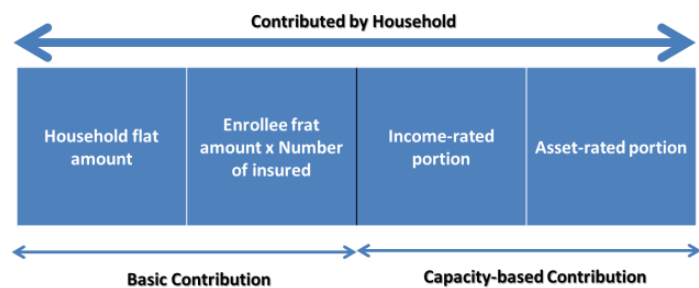 Contributed by Household
Household flat
amount
Enrollee frat
amount x Number
of insured
Income-rated
portion
Asset-rated portion
Basic Contribution
Capacity-based Contribution